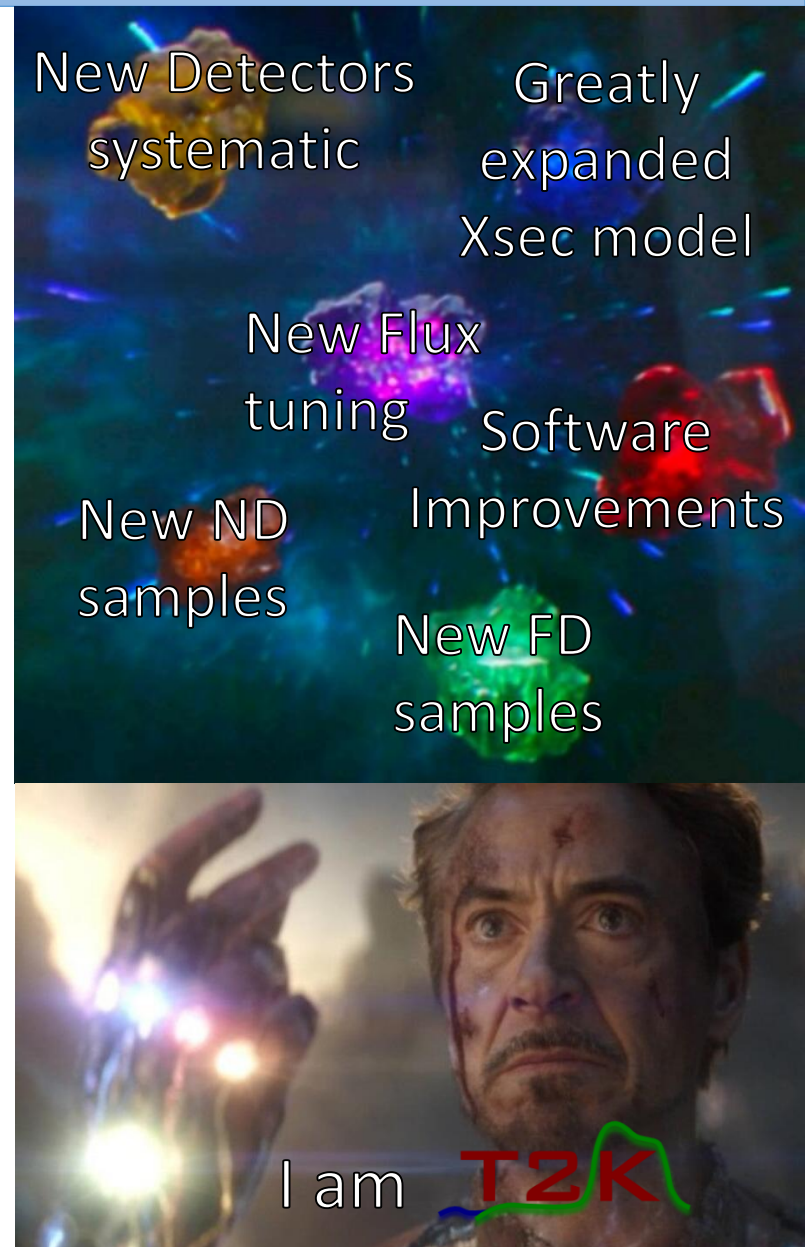 New Detectors
systematic
Greatly
expanded
Xsec model
New Flux
tuning
Software
Improvements
New ND
samples
New FD
samples
I am T2K